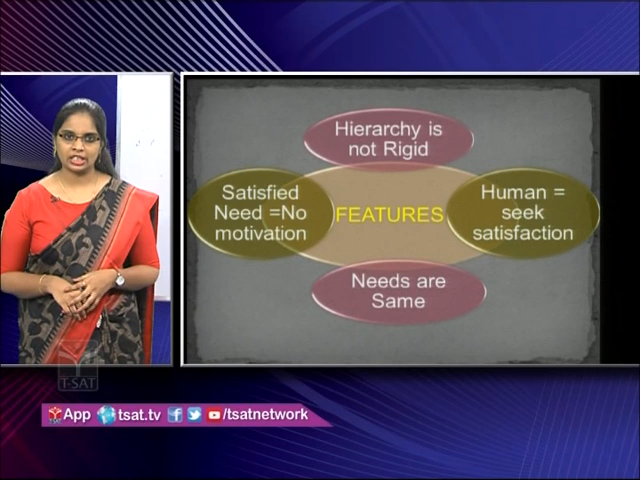 Hierarchy is
not Rigid
Satisfied
Need =No
motivation
FEATURES
Human =
seek
satisfaction
Needs are
Same
T-SAT
App tsat.tv /tsatnetwork